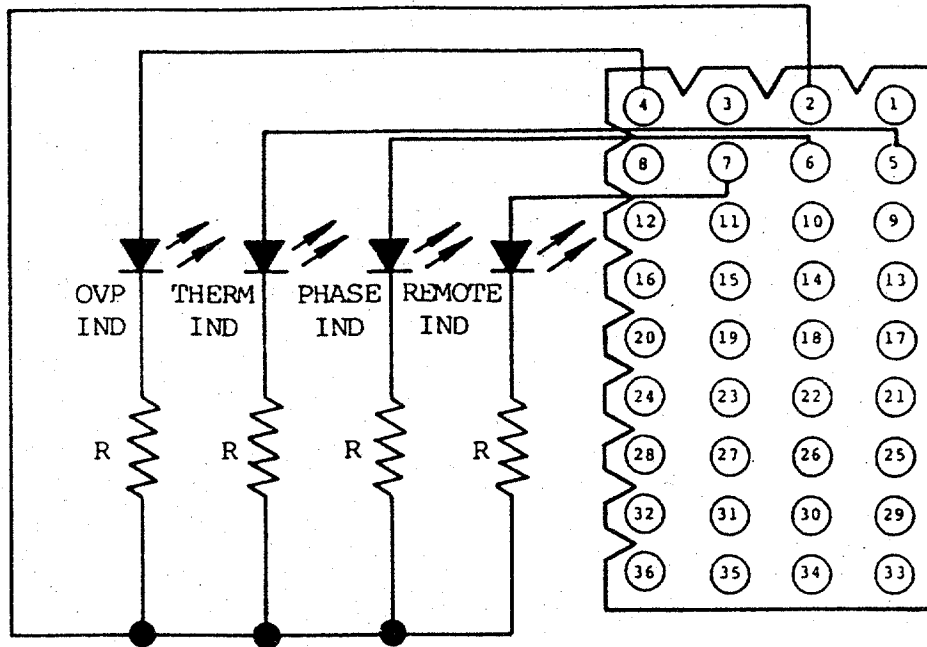 4 3 2 1
8 7 6 5
12 11 10 9
16 15 14 13
20 19 18 17
24 23 22 21
28 27 26 25
32 31 30 29
36 35 34 33
OVP IND
THERM IND
PHASE IND
REMOTE IND
R R R R